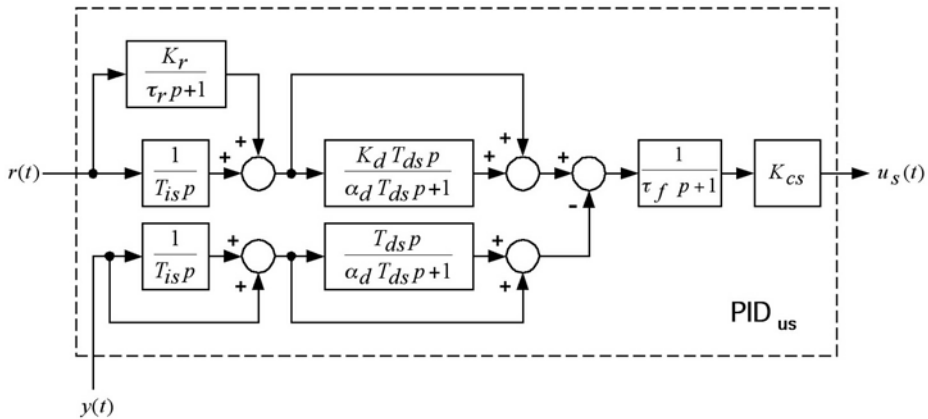 K_r
τ_r p+1
r(t)
1
T_is p
+
+
K_d T_ds p
α_d T_ds p+1
+
+
+
-
1
τ_f p+1
K_cs
u_s(t)
1
T_is p
+
+
T_ds p
α_d T_ds p+1
+
+
PID_us
y(t)